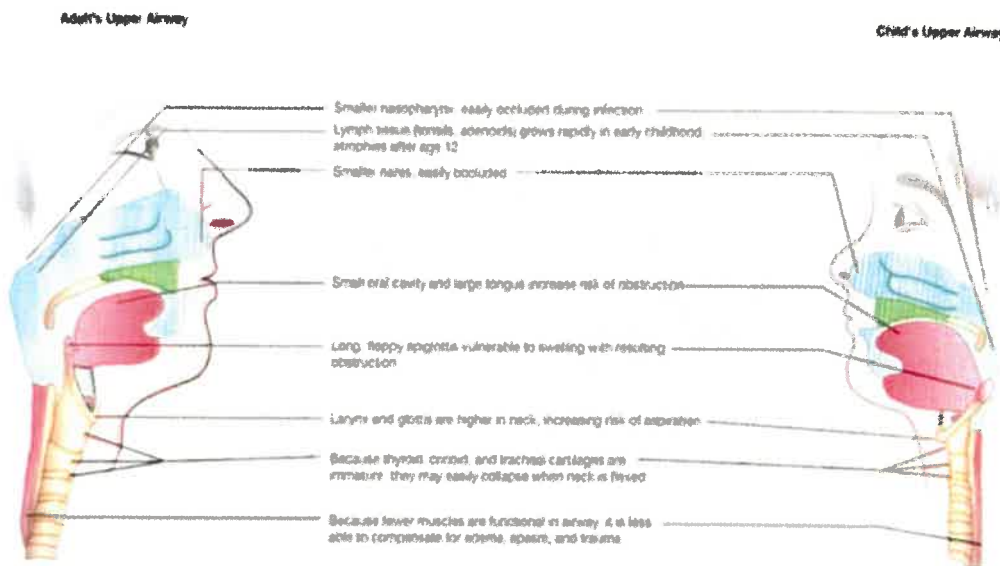 Adult's Upper Airway
Child's Upper Airway
Smaller nasopharynx, easily occluded during infection
Lymph tissue (tonsils, adenoids) grows rapidly in early childhood
atrophies after age 12
Smaller nares, easily occluded
Small oral cavity and large tongue increase risk of obstruction
Long, floppy epiglottis vulnerable to swelling with resulting
obstruction
Larynx and glottis are higher in neck, increasing risk of aspiration
Because thyroid, cricoid, and tracheal cartilages are
immature, they may easily collapse when neck is flexed
Because fewer muscles are functional in airway, it is less
able to compensate for edema, spasm, and trauma